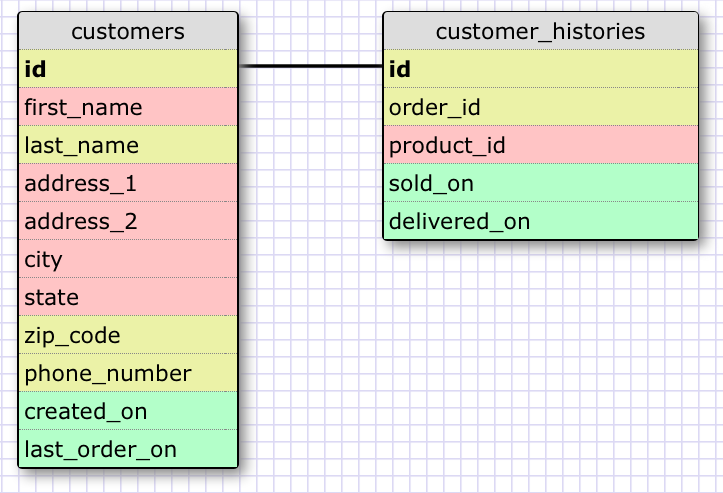 customers
id
first_name
last_name
address_1
address_2
city
state
zip_code
phone_number
created_on
last_order_on
customer_histories
id
order_id
product_id
sold_on
delivered_on